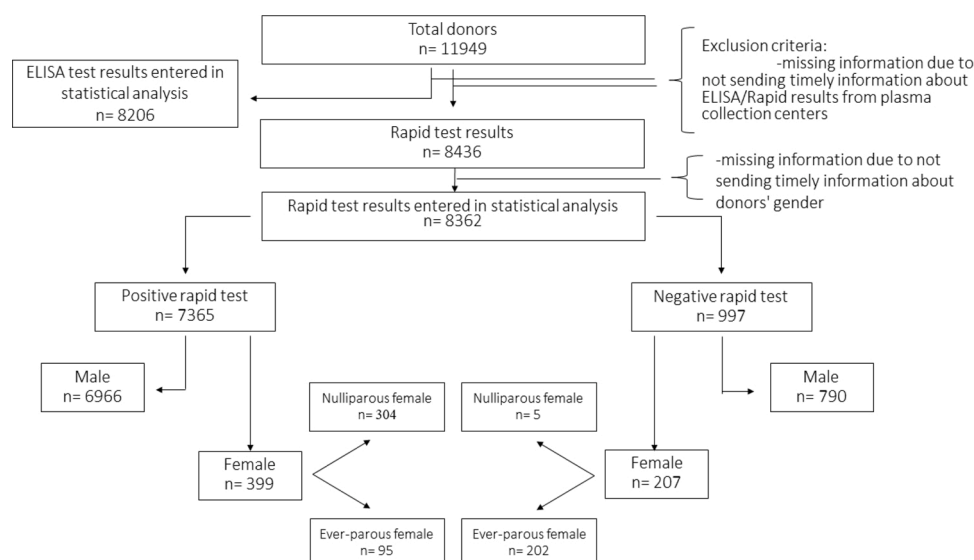 Total donors
n= 11949
Exclusion criteria:
-missing information due to
not sending timely information about
ELISA/Rapid results from plasma
collection centers
ELISA test results entered in
statistical analysis
n= 8206
Rapid test results
n= 8436
-missing information due to not
sending timely information about
donors' gender
Rapid test results entered in statistical analysis
n= 8362
Positive rapid test
n= 7365
Negative rapid test
n= 997
Male
n= 6966
Nulliparous female
n= 304
Nulliparous female
n= 5
Male
n= 790
Female
n= 399
Female
n= 207
Ever-parous female
n= 95
Ever-parous female
n= 202